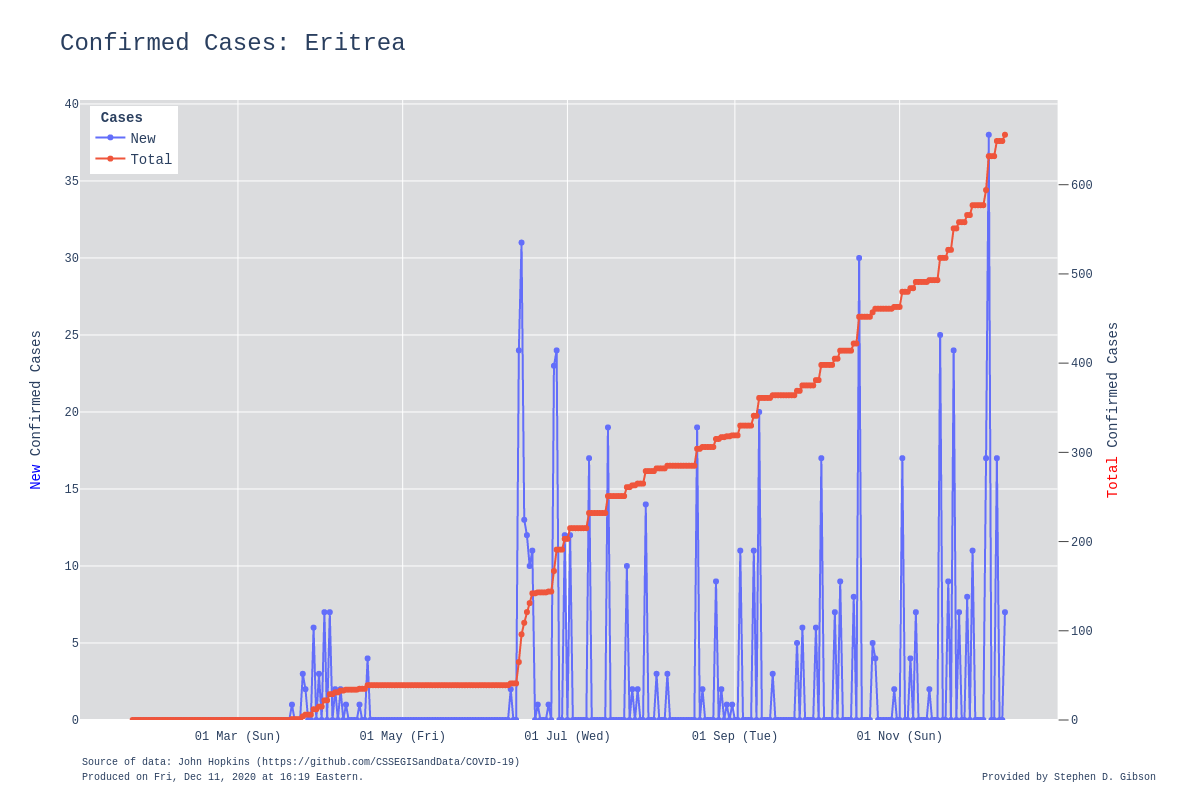 Confirmed Cases: Eritrea
Cases
New
Total
40
35
30
25
20
15
10
5
0
New Confirmed Cases
600
500
400
300
200
100
0
Total Confirmed Cases
01 Mar (Sun)
01 May (Fri)
01 Jul (Wed)
01 Sep (Tue)
01 Nov (Sun)
Source of data: John Hopkins (https://github.com/CSSEGISandData/COVID-19)
Produced on Fri, Dec 11, 2020 at 16:19 Eastern.
Provided by Stephen D. Gibson